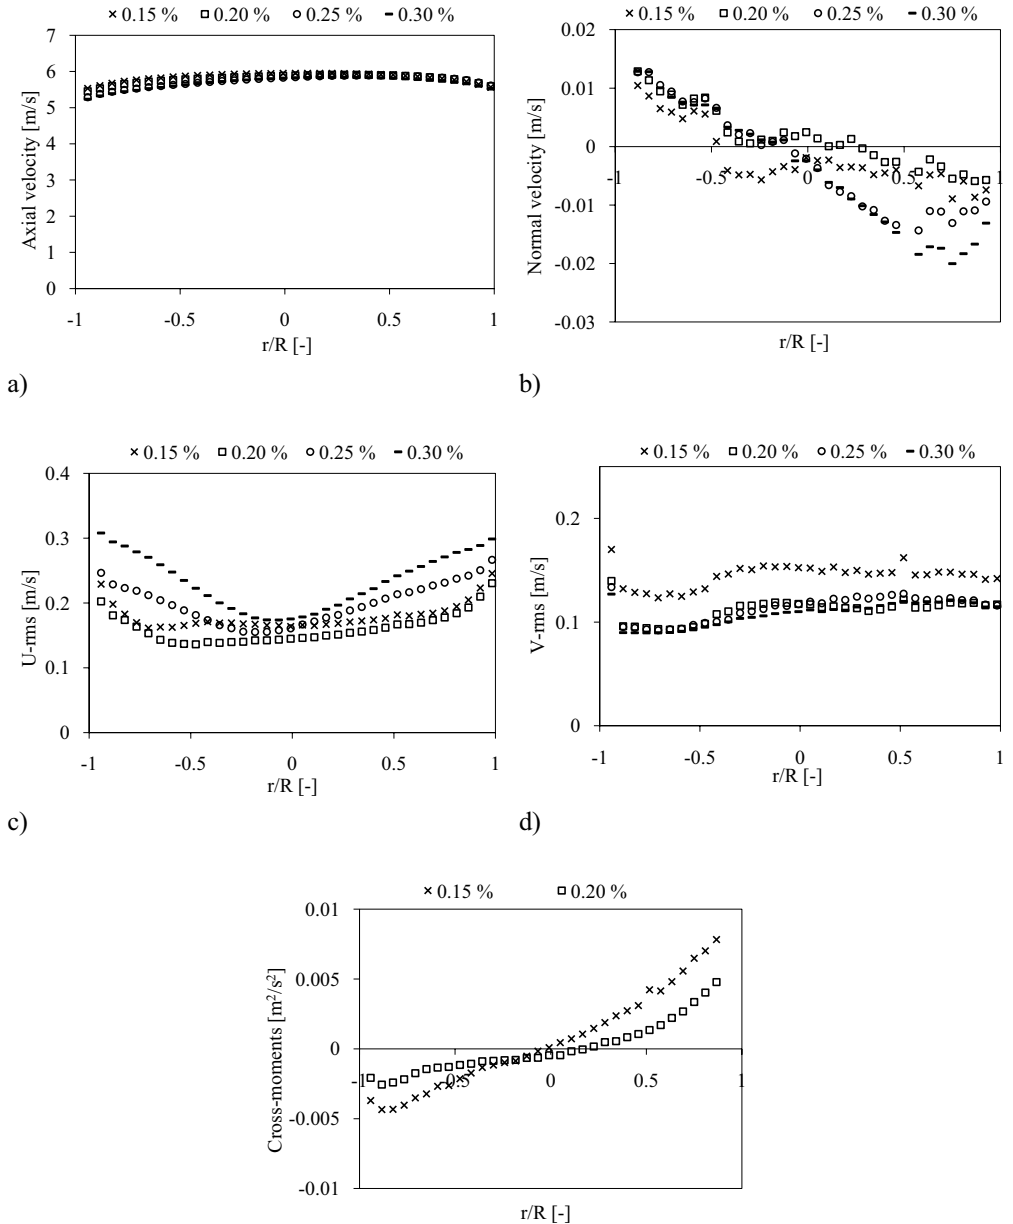 × 0.15 % □ 0.20 % ○ 0.25 % - 0.30 %
7
6
5
4
3
2
1
0
Axial velocity [m/s]
-1 -0.5 0 0.5 1
r/R [-]
a)
× 0.15 % □ 0.20 % ○ 0.25 % - 0.30 %
0.02
0.01
0
-0.01
-0.02
-0.03
Normal velocity [m/s]
-1 -0.5 0 0.5 1
r/R [-]
b)
× 0.15 % □ 0.20 % ○ 0.25 % - 0.30 %
0.4
0.3
0.2
0.1
0
U-rms [m/s]
-1 -0.5 0 0.5 1
r/R [-]
c)
× 0.15 % □ 0.20 % ○ 0.25 % - 0.30 %
0.2
0.1
0
V-rms [m/s]
-1 -0.5 0 0.5 1
r/R [-]
d)
× 0.15 % □ 0.20 %
0.01
0.005
0
-0.005
-0.01
Cross-moments [m²/s²]
-1 -0.5 0 0.5 1
r/R [-]